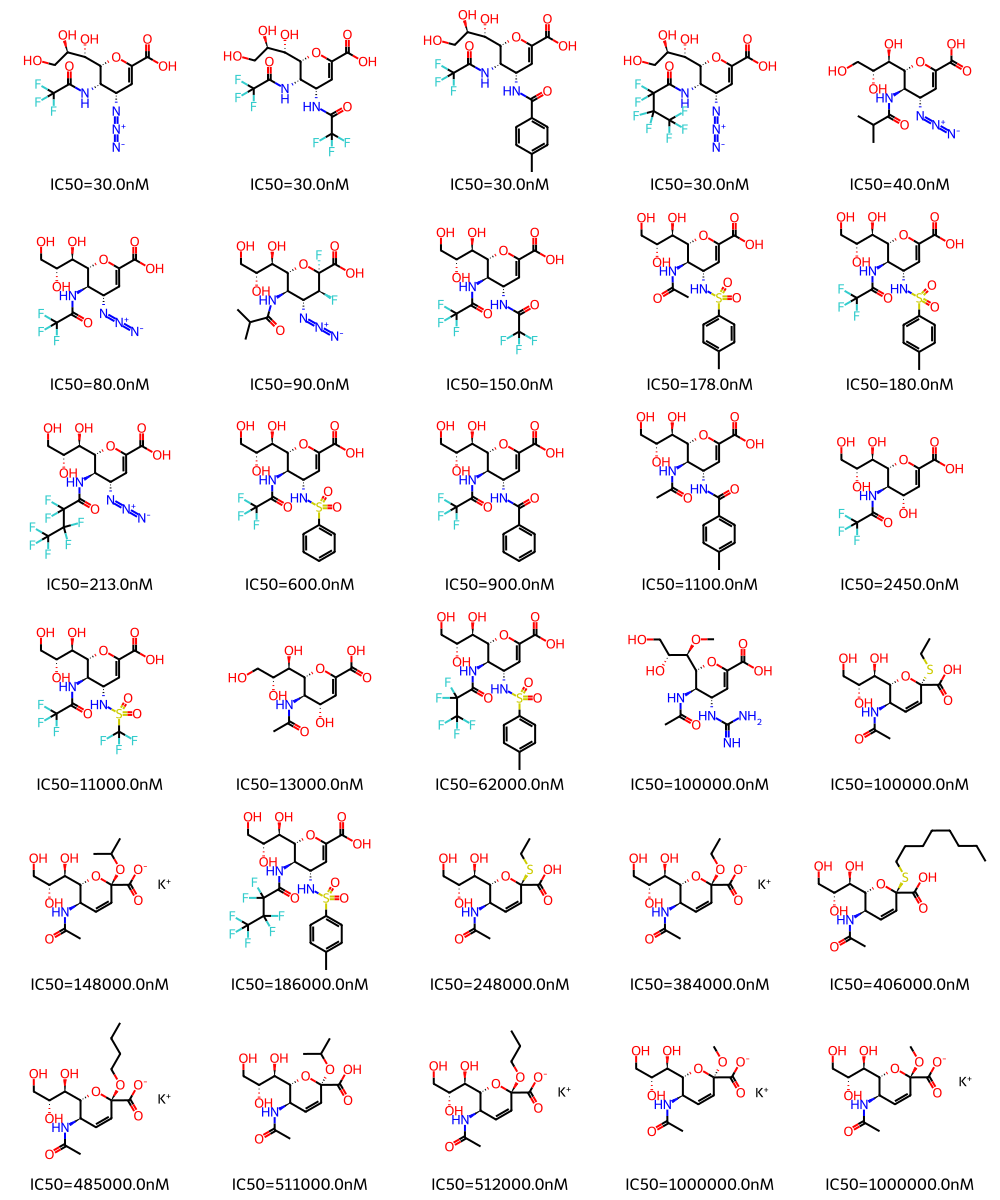 IC50=30.0nM IC50=30.0nM IC50=30.0nM IC50=30.0nM IC50=40.0nM
IC50=80.0nM IC50=90.0nM IC50=150.0nM IC50=178.0nM IC50=180.0nM
IC50=213.0nM IC50=600.0nM IC50=900.0nM IC50=1100.0nM IC50=2450.0nM
IC50=11000.0nM IC50=13000.0nM IC50=62000.0nM IC50=100000.0nM IC50=100000.0nM
IC50=148000.0nM IC50=186000.0nM IC50=248000.0nM IC50=384000.0nM IC50=406000.0nM
IC50=485000.0nM IC50=511000.0nM IC50=512000.0nM IC50=1000000.0nM IC50=1000000.0nM